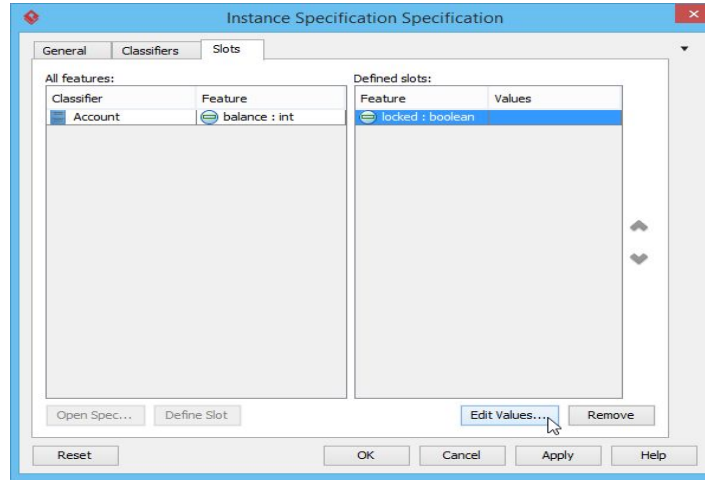 Instance Specification Specification
General Classifiers Slots
All features: Defined slots:
Classifier Feature Feature Values
Account balance : int locked : boolean
Open Spec... Define Slot Edit Values... Remove
Reset OK Cancel Apply Help